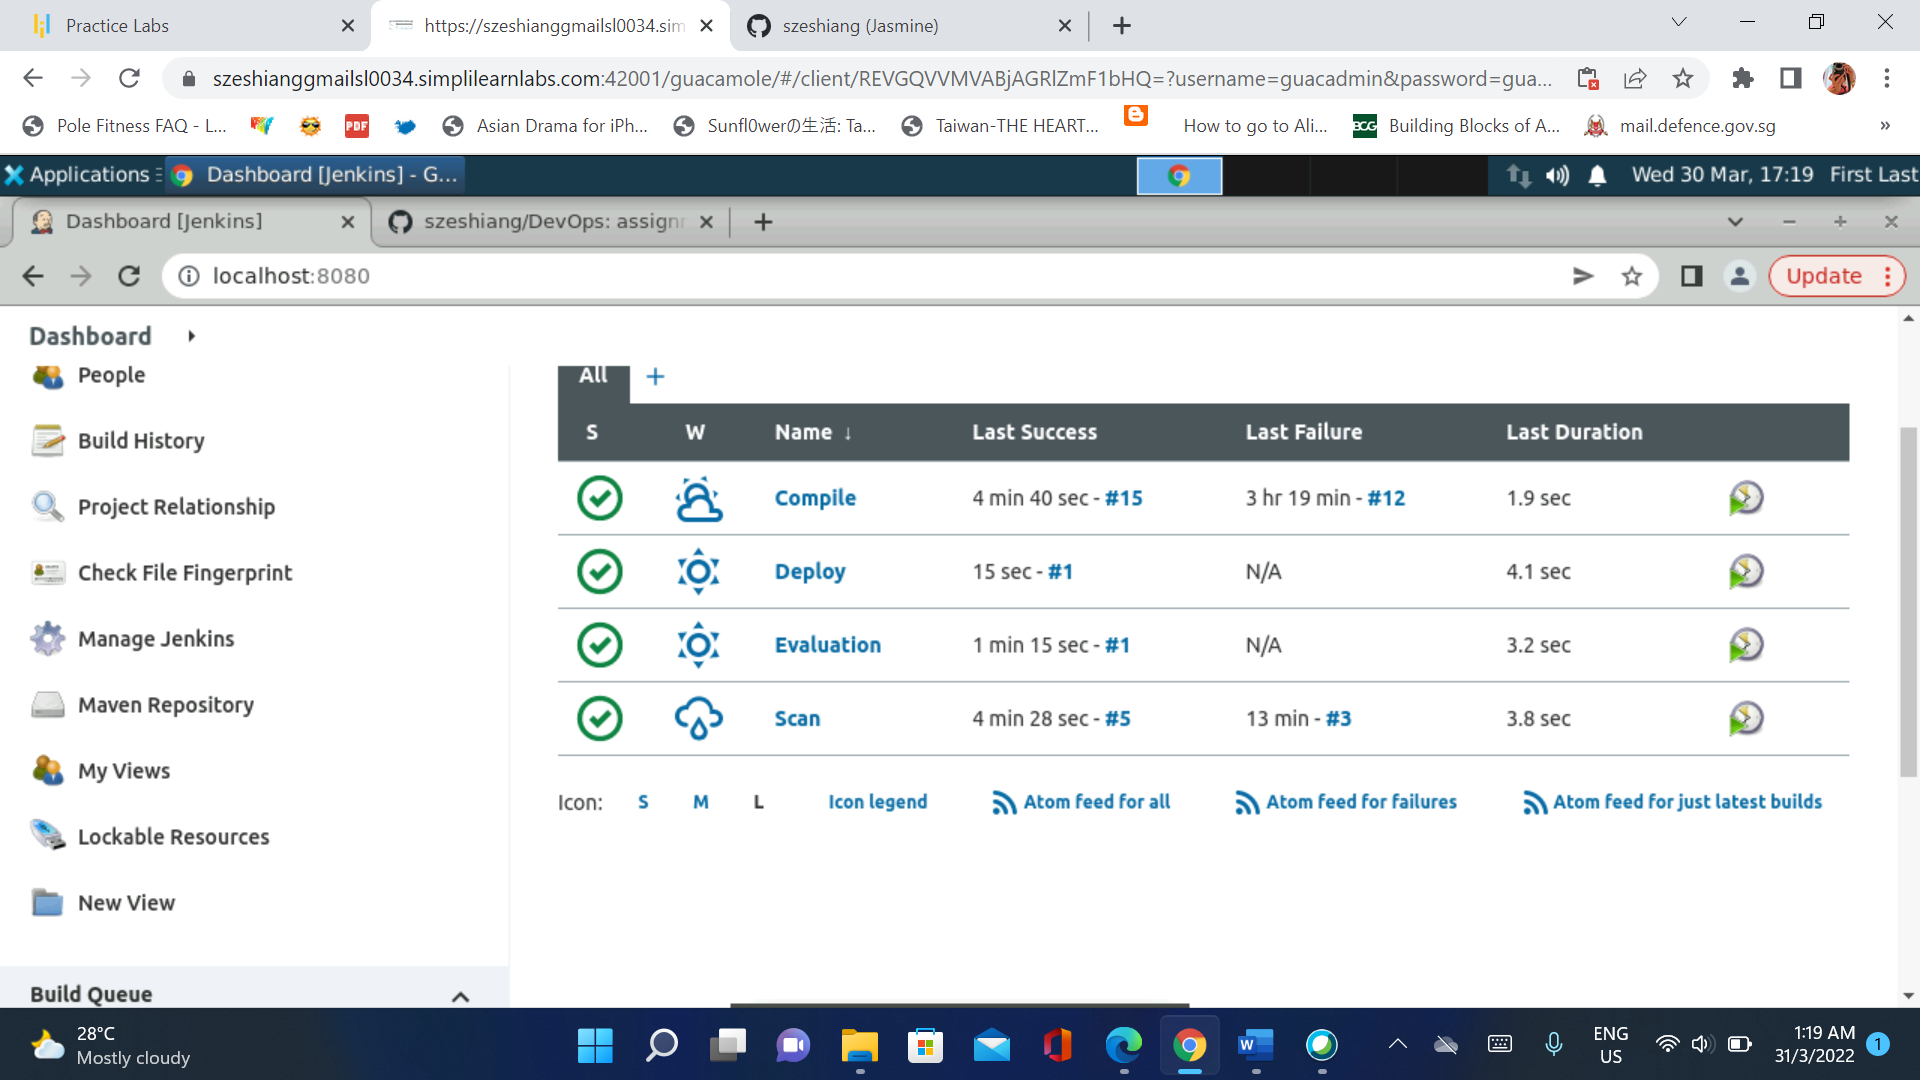 Practice Labs
https://szeshianggmailsl0034.sim
szeshiang (Jasmine)
szeshianggmailsl0034.simplilearnlabs.com:42001/guacamole/#/client/REVGQVVMVABjAGRlZmF1bHQ=?username=guacadmin&password=gua...
Pole Fitness FAQ - L...
PDF
Asian Drama for iPh...
Sunfl0werの生活: Ta...
Taiwan-THE HEART...
How to go to Ali...
BCG
Building Blocks of A...
mail.defence.gov.sg
»
Applications
Dashboard [Jenkins] - G...
Wed 30 Mar, 17:19
First Last
Dashboard [Jenkins]
szeshiang/DevOps: assignr
localhost:8080
Update
Dashboard
People
Build History
Project Relationship
Check File Fingerprint
Manage Jenkins
Maven Repository
My Views
Lockable Resources
New View
Build Queue
All +
S W Name ↓ Last Success Last Failure Last Duration
Compile 4 min 40 sec - #15 3 hr 19 min - #12 1.9 sec
Deploy 15 sec - #1 N/A 4.1 sec
Evaluation 1 min 15 sec - #1 N/A 3.2 sec
Scan 4 min 28 sec - #5 13 min - #3 3.8 sec
Icon: S M L Icon legend Atom feed for all Atom feed for failures Atom feed for just latest builds
28°C
Mostly cloudy
W
ENG
US
1:19 AM
31/3/2022
1